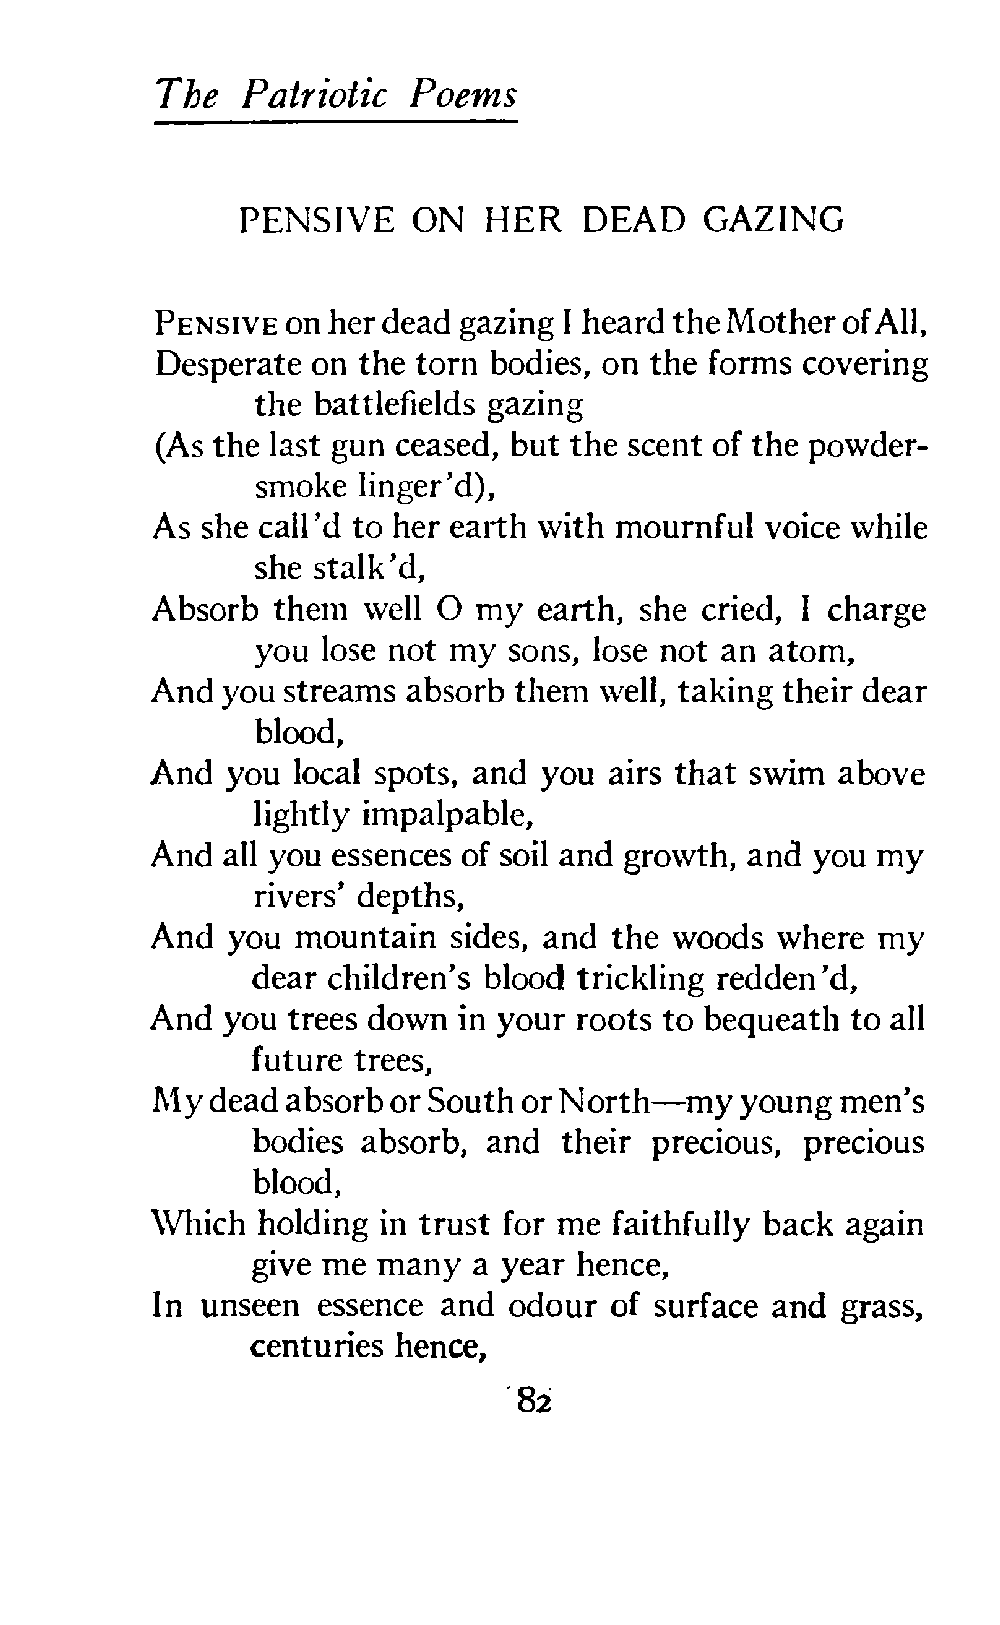 The Patriotic Poems
PENSIVE ON HER DEAD GAZING
PENSIVE on her dead gazing I heard the Mother of All,
Desperate on the torn bodies, on the forms covering
the battlefields gazing
(As the last gun ceased, but the scent of the powder-
smoke linger'd),
As she call'd to her earth with mournful voice while
she stalk'd,
Absorb them well O my earth, she cried, I charge
you lose not my sons, lose not an atom,
And you streams absorb them well, taking their dear
blood,
And you local spots, and you airs that swim above
lightly impalpable,
And all you essences of soil and growth, and you my
rivers' depths,
And you mountain sides, and the woods where my
dear children's blood trickling redden'd,
And you trees down in your roots to bequeath to all
future trees,
My dead absorb or South or North—my young men's
bodies absorb, and their precious, precious
blood,
Which holding in trust for me faithfully back again
give me many a year hence,
In unseen essence and odour of surface and grass,
centuries hence,
82